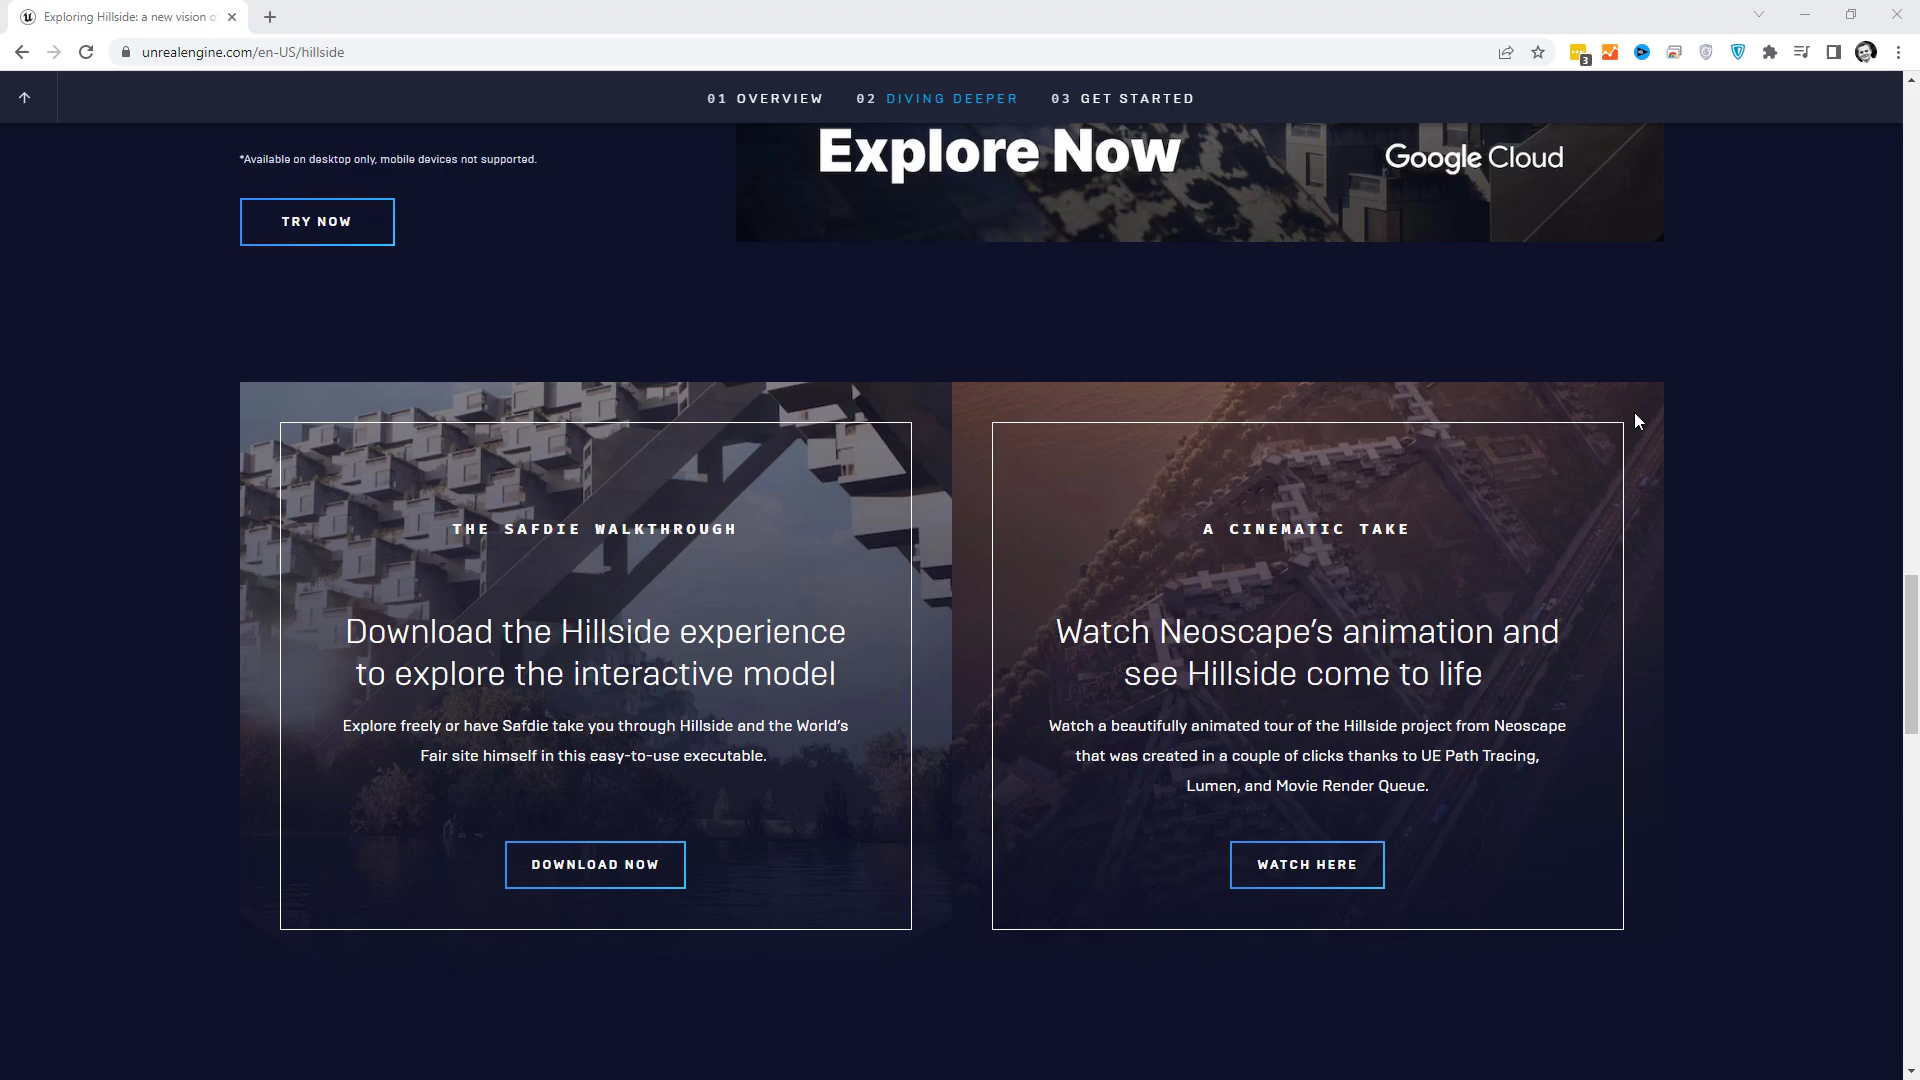 Exploring Hillside: a new vision o
unrealengine.com/en-US/hillside
3
01 OVERVIEW
02 DIVING DEEPER
03 GET STARTED
*Available on desktop only, mobile devices not supported.
TRY NOW
Explore Now
Google Cloud
THE SAFDIE WALKTHROUGH
Download the Hillside experience
to explore the interactive model
Explore freely or have Safdie take you through Hillside and the World’s
Fair site himself in this easy-to-use executable.
DOWNLOAD NOW
A CINEMATIC TAKE
Watch Neoscape’s animation and
see Hillside come to life
Watch a beautifully animated tour of the Hillside project from Neoscape
that was created in a couple of clicks thanks to UE Path Tracing,
Lumen, and Movie Render Queue.
WATCH HERE